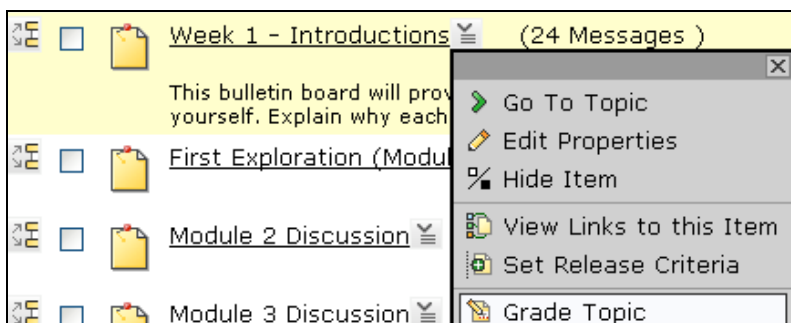 Week 1 - Introductions (24 Messages )
This bulletin board will prov
yourself. Explain why each
First Exploration (Modul
Module 2 Discussion
Module 3 Discussion
Go To Topic
Edit Properties
Hide Item
View Links to this Item
Set Release Criteria
Grade Topic